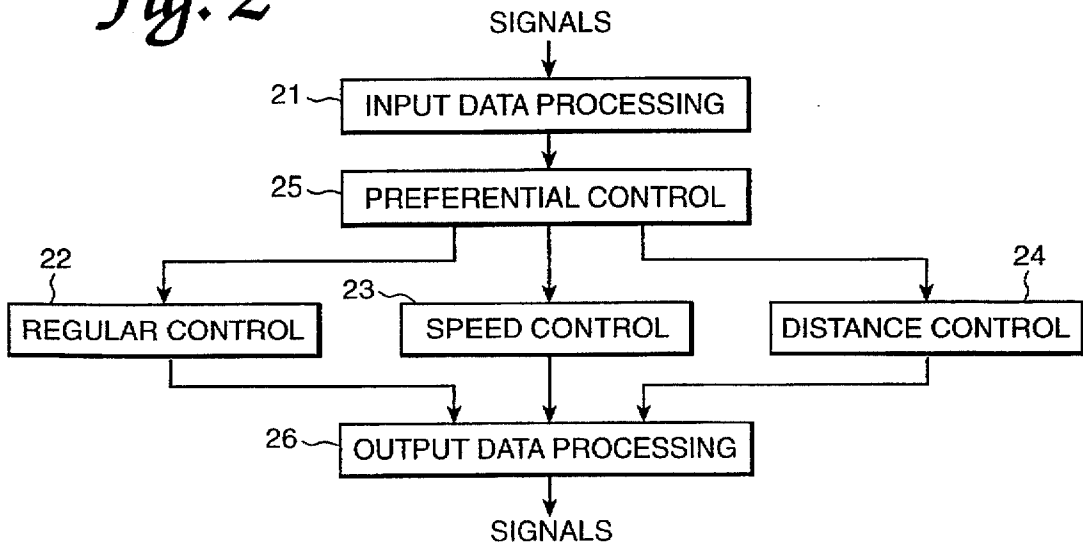 Fig. 2
SIGNALS
21 INPUT DATA PROCESSING
25 PREFERENTIAL CONTROL
22 REGULAR CONTROL
23 SPEED CONTROL
24 DISTANCE CONTROL
26 OUTPUT DATA PROCESSING
SIGNALS